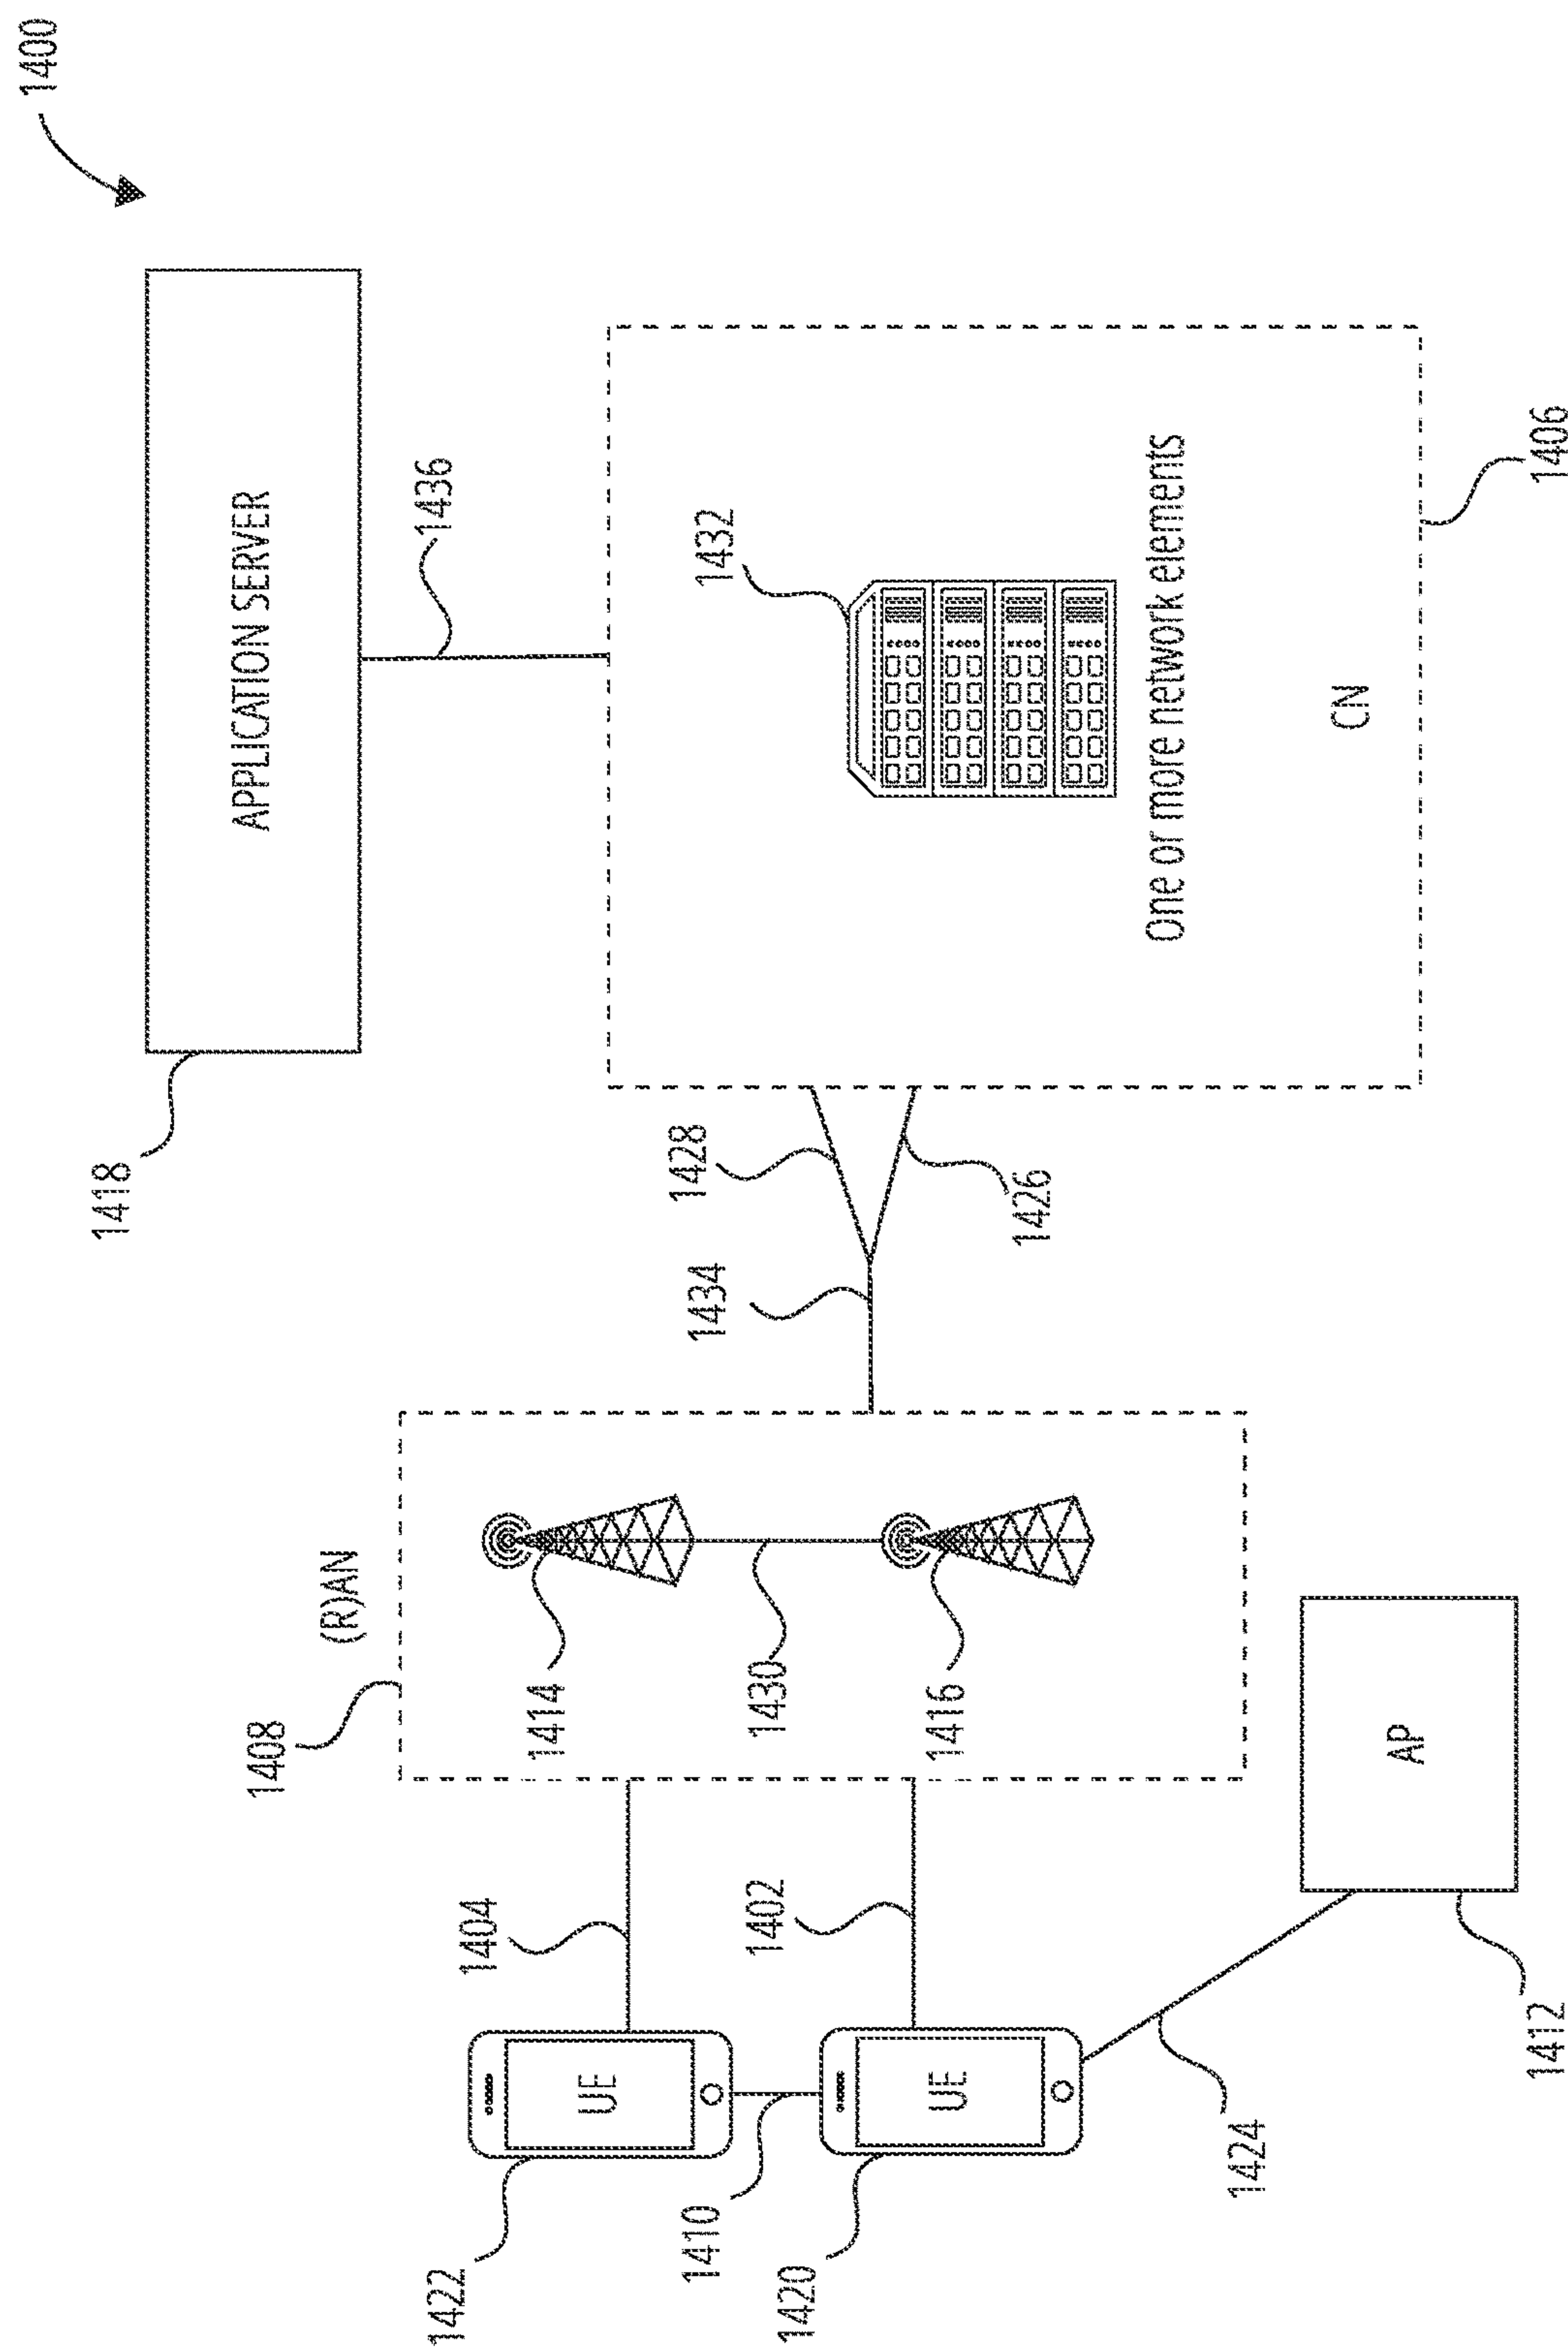 1400
APPLICATION SERVER
1418
1436
1432
One or more network elements
CN
1406
1428
1426
1434
(R)AN
1408
1414
1430
1416
1404
1402
UE
1422
1410
UE
1420
1424
AP
1412